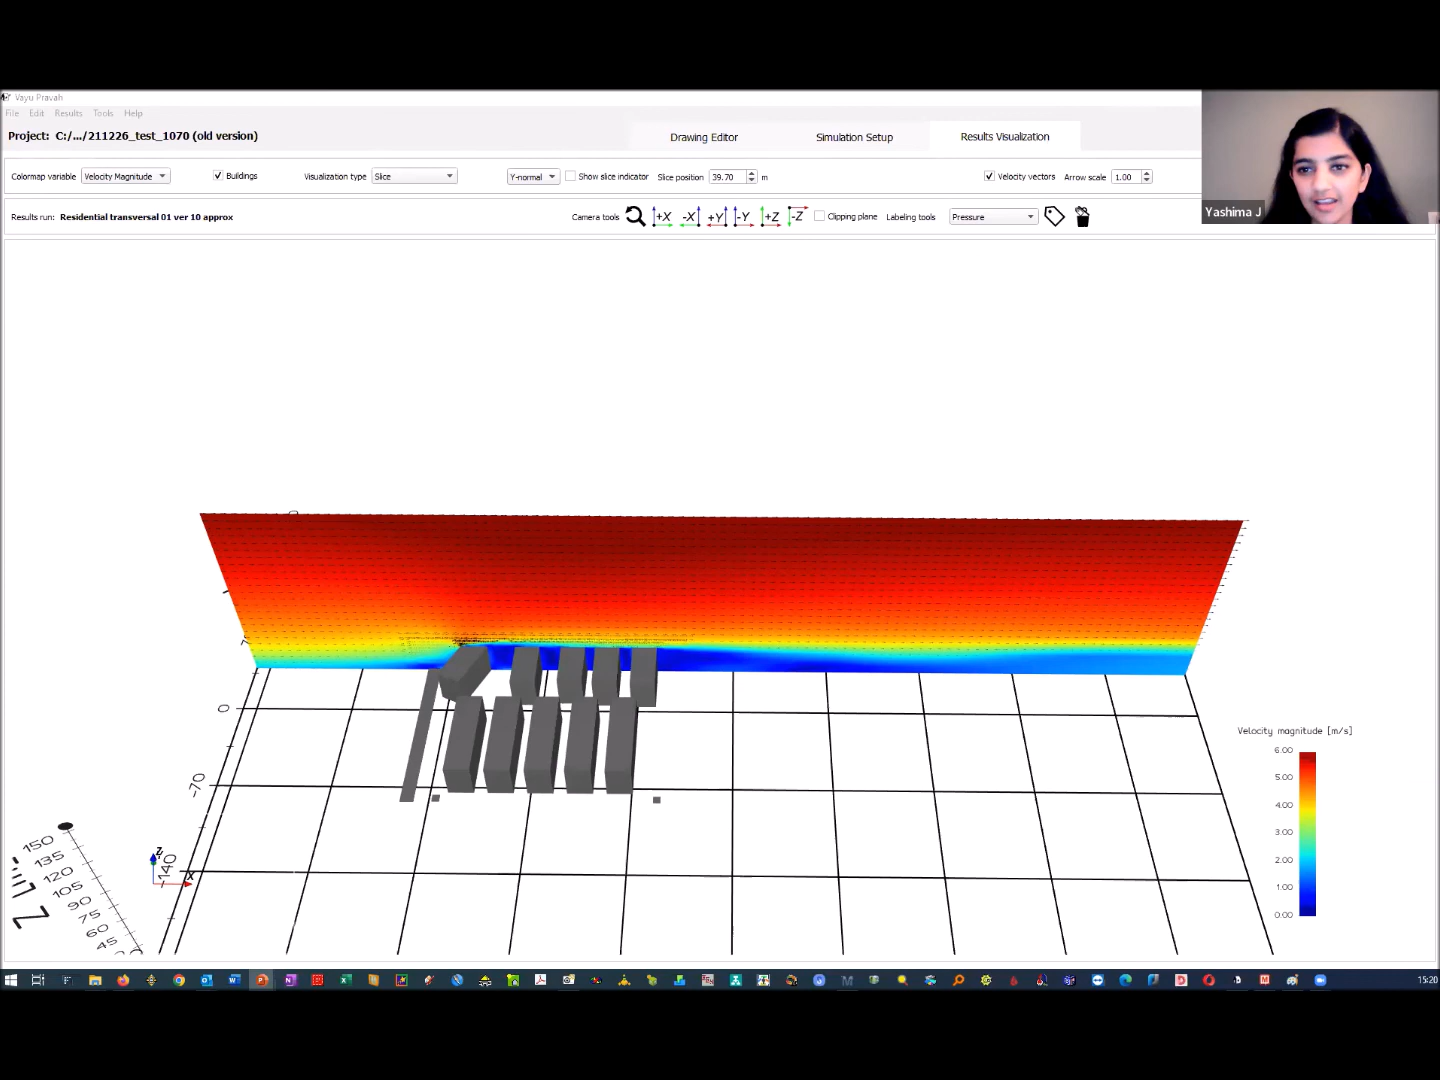 Vayu Pravah
File Edit Results Tools Help
Project: C:/.../211226_test_1070 (old version)
Drawing Editor
Simulation Setup
Results Visualization
Colormap variable Velocity Magnitude
Buildings
Visualization type Slice
Y-normal
Show slice indicator
Slice position 39.70 m
Velocity vectors
Arrow scale 1.00
Yashima J
Results run: Residential transversal 01 ver 10 approx
Camera tools +X -X +Y -Y +Z -Z
Clipping plane
Labeling tools Pressure
0
-70
-140
Velocity magnitude [m/s]
6.00
5.00
4.00
3.00
2.00
1.00
0.00
150
135
120
105
90
75
60
45
Z
Z
X
15:20